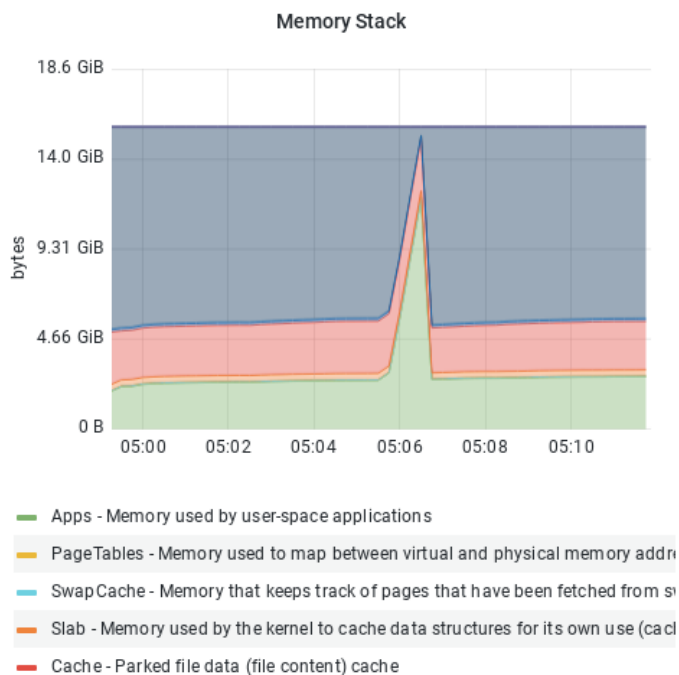 Memory Stack
18.6 GiB
14.0 GiB
9.31 GiB
4.66 GiB
0 B
bytes
05:00 05:02 05:04 05:06 05:08 05:10
Apps - Memory used by user-space applications
PageTables - Memory used to map between virtual and physical memory
SwapCache - Memory that keeps track of pages that have been fetched from
Slab - Memory used by the kernel to cache data structures for its own use
Cache - Parked file data (file content) cache